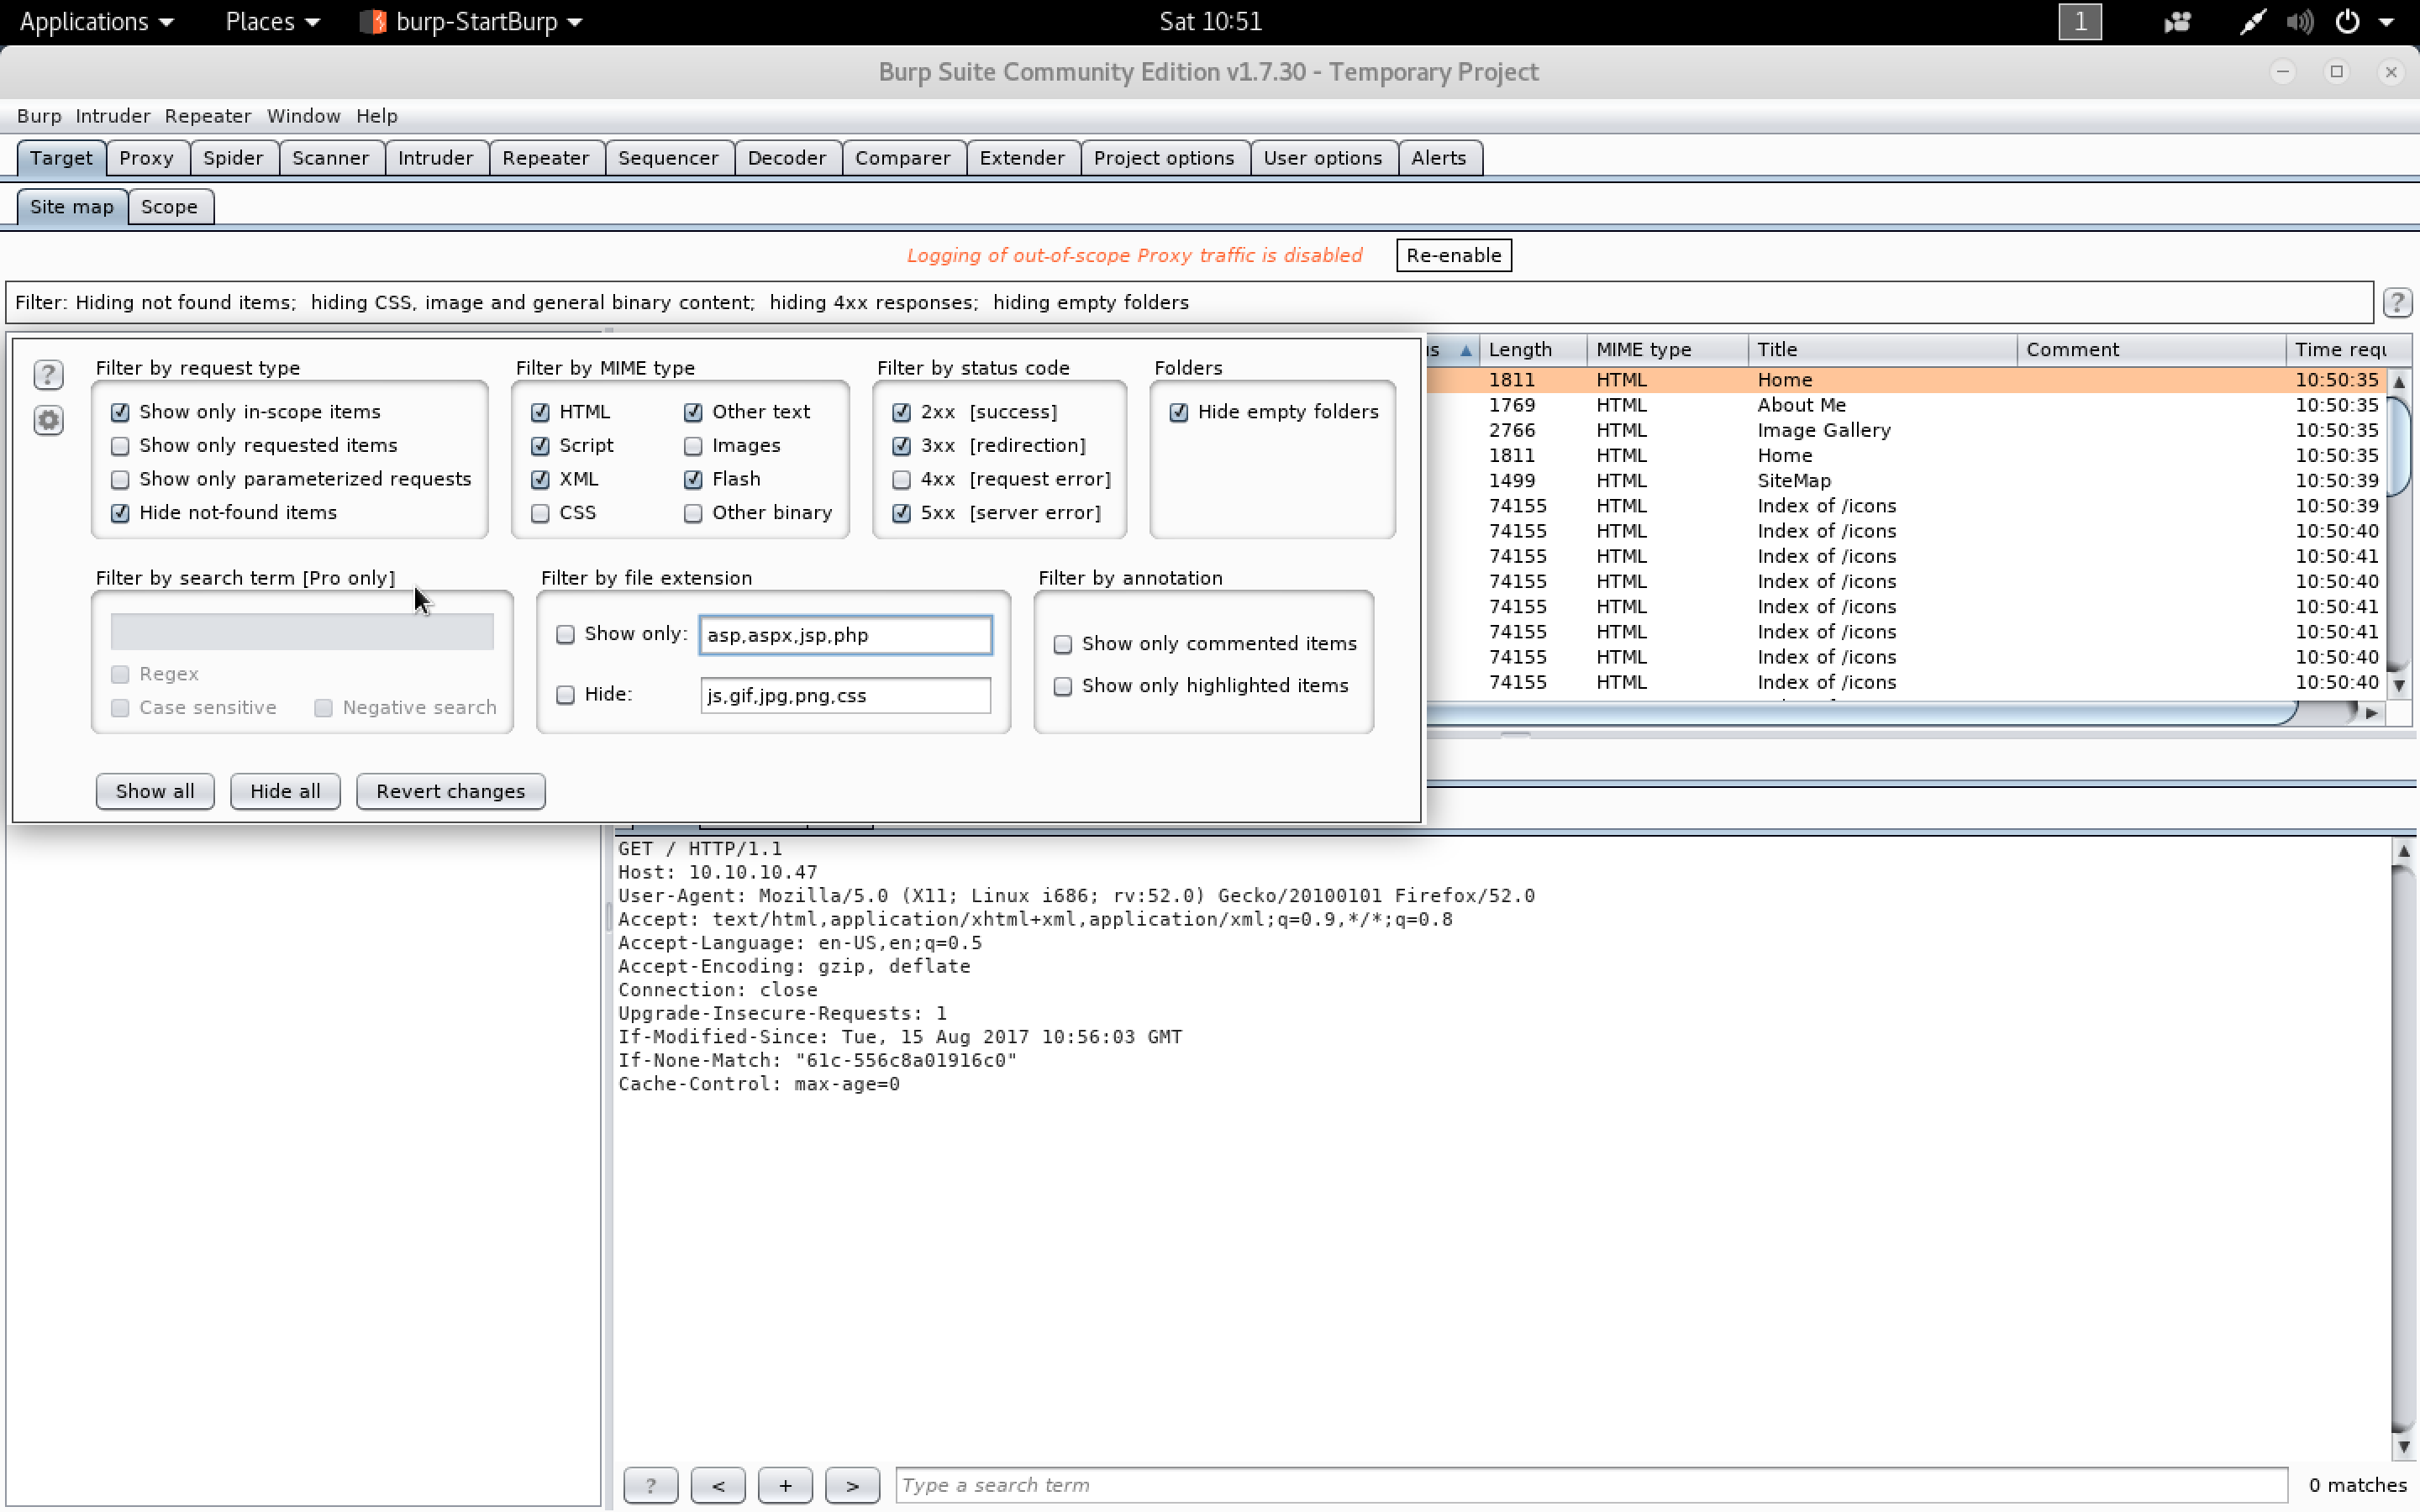 Applications Places burp-StartBurp Sat 10:51 1
Burp Suite Community Edition v1.7.30 - Temporary Project
Burp Intruder Repeater Window Help
Target Proxy Spider Scanner Intruder Repeater Sequencer Decoder Comparer Extender Project options User options Alerts
Site map Scope
Logging of out-of-scope Proxy traffic is disabled Re-enable
Filter: Hiding not found items; hiding CSS, image and general binary content; hiding 4xx responses; hiding empty folders ?
? Filter by request type Filter by MIME type Filter by status code Folders
Show only in-scope items HTML Other text 2xx [success] Hide empty folders
Show only requested items Script Images 3xx [redirection]
Show only parameterized requests XML Flash 4xx [request error]
Hide not-found items CSS Other binary 5xx [server error]
Filter by search term [Pro only] Filter by file extension Filter by annotation
Show only: asp,aspx,jsp,php Show only commented items
Regex
Hide: js,gif,jpg,png,css Show only highlighted items
Case sensitive Negative search
Show all Hide all Revert changes
Length MIME type Title Comment Time requ
1811 HTML Home 10:50:35
1769 HTML About Me 10:50:35
2766 HTML Image Gallery 10:50:35
1811 HTML Home 10:50:35
1499 HTML SiteMap 10:50:39
74155 HTML Index of /icons 10:50:39
74155 HTML Index of /icons 10:50:40
74155 HTML Index of /icons 10:50:41
74155 HTML Index of /icons 10:50:40
74155 HTML Index of /icons 10:50:41
74155 HTML Index of /icons 10:50:41
74155 HTML Index of /icons 10:50:40
74155 HTML Index of /icons 10:50:40
GET / HTTP/1.1
Host: 10.10.10.47
User-Agent: Mozilla/5.0 (X11; Linux i686; rv:52.0) Gecko/20100101 Firefox/52.0
Accept: text/html,application/xhtml+xml,application/xml;q=0.9,*/*;q=0.8
Accept-Language: en-US,en;q=0.5
Accept-Encoding: gzip, deflate
Connection: close
Upgrade-Insecure-Requests: 1
If-Modified-Since: Tue, 15 Aug 2017 10:56:03 GMT
If-None-Match: "61c-556c8a01916c0"
Cache-Control: max-age=0
? < + > Type a search term 0 matches